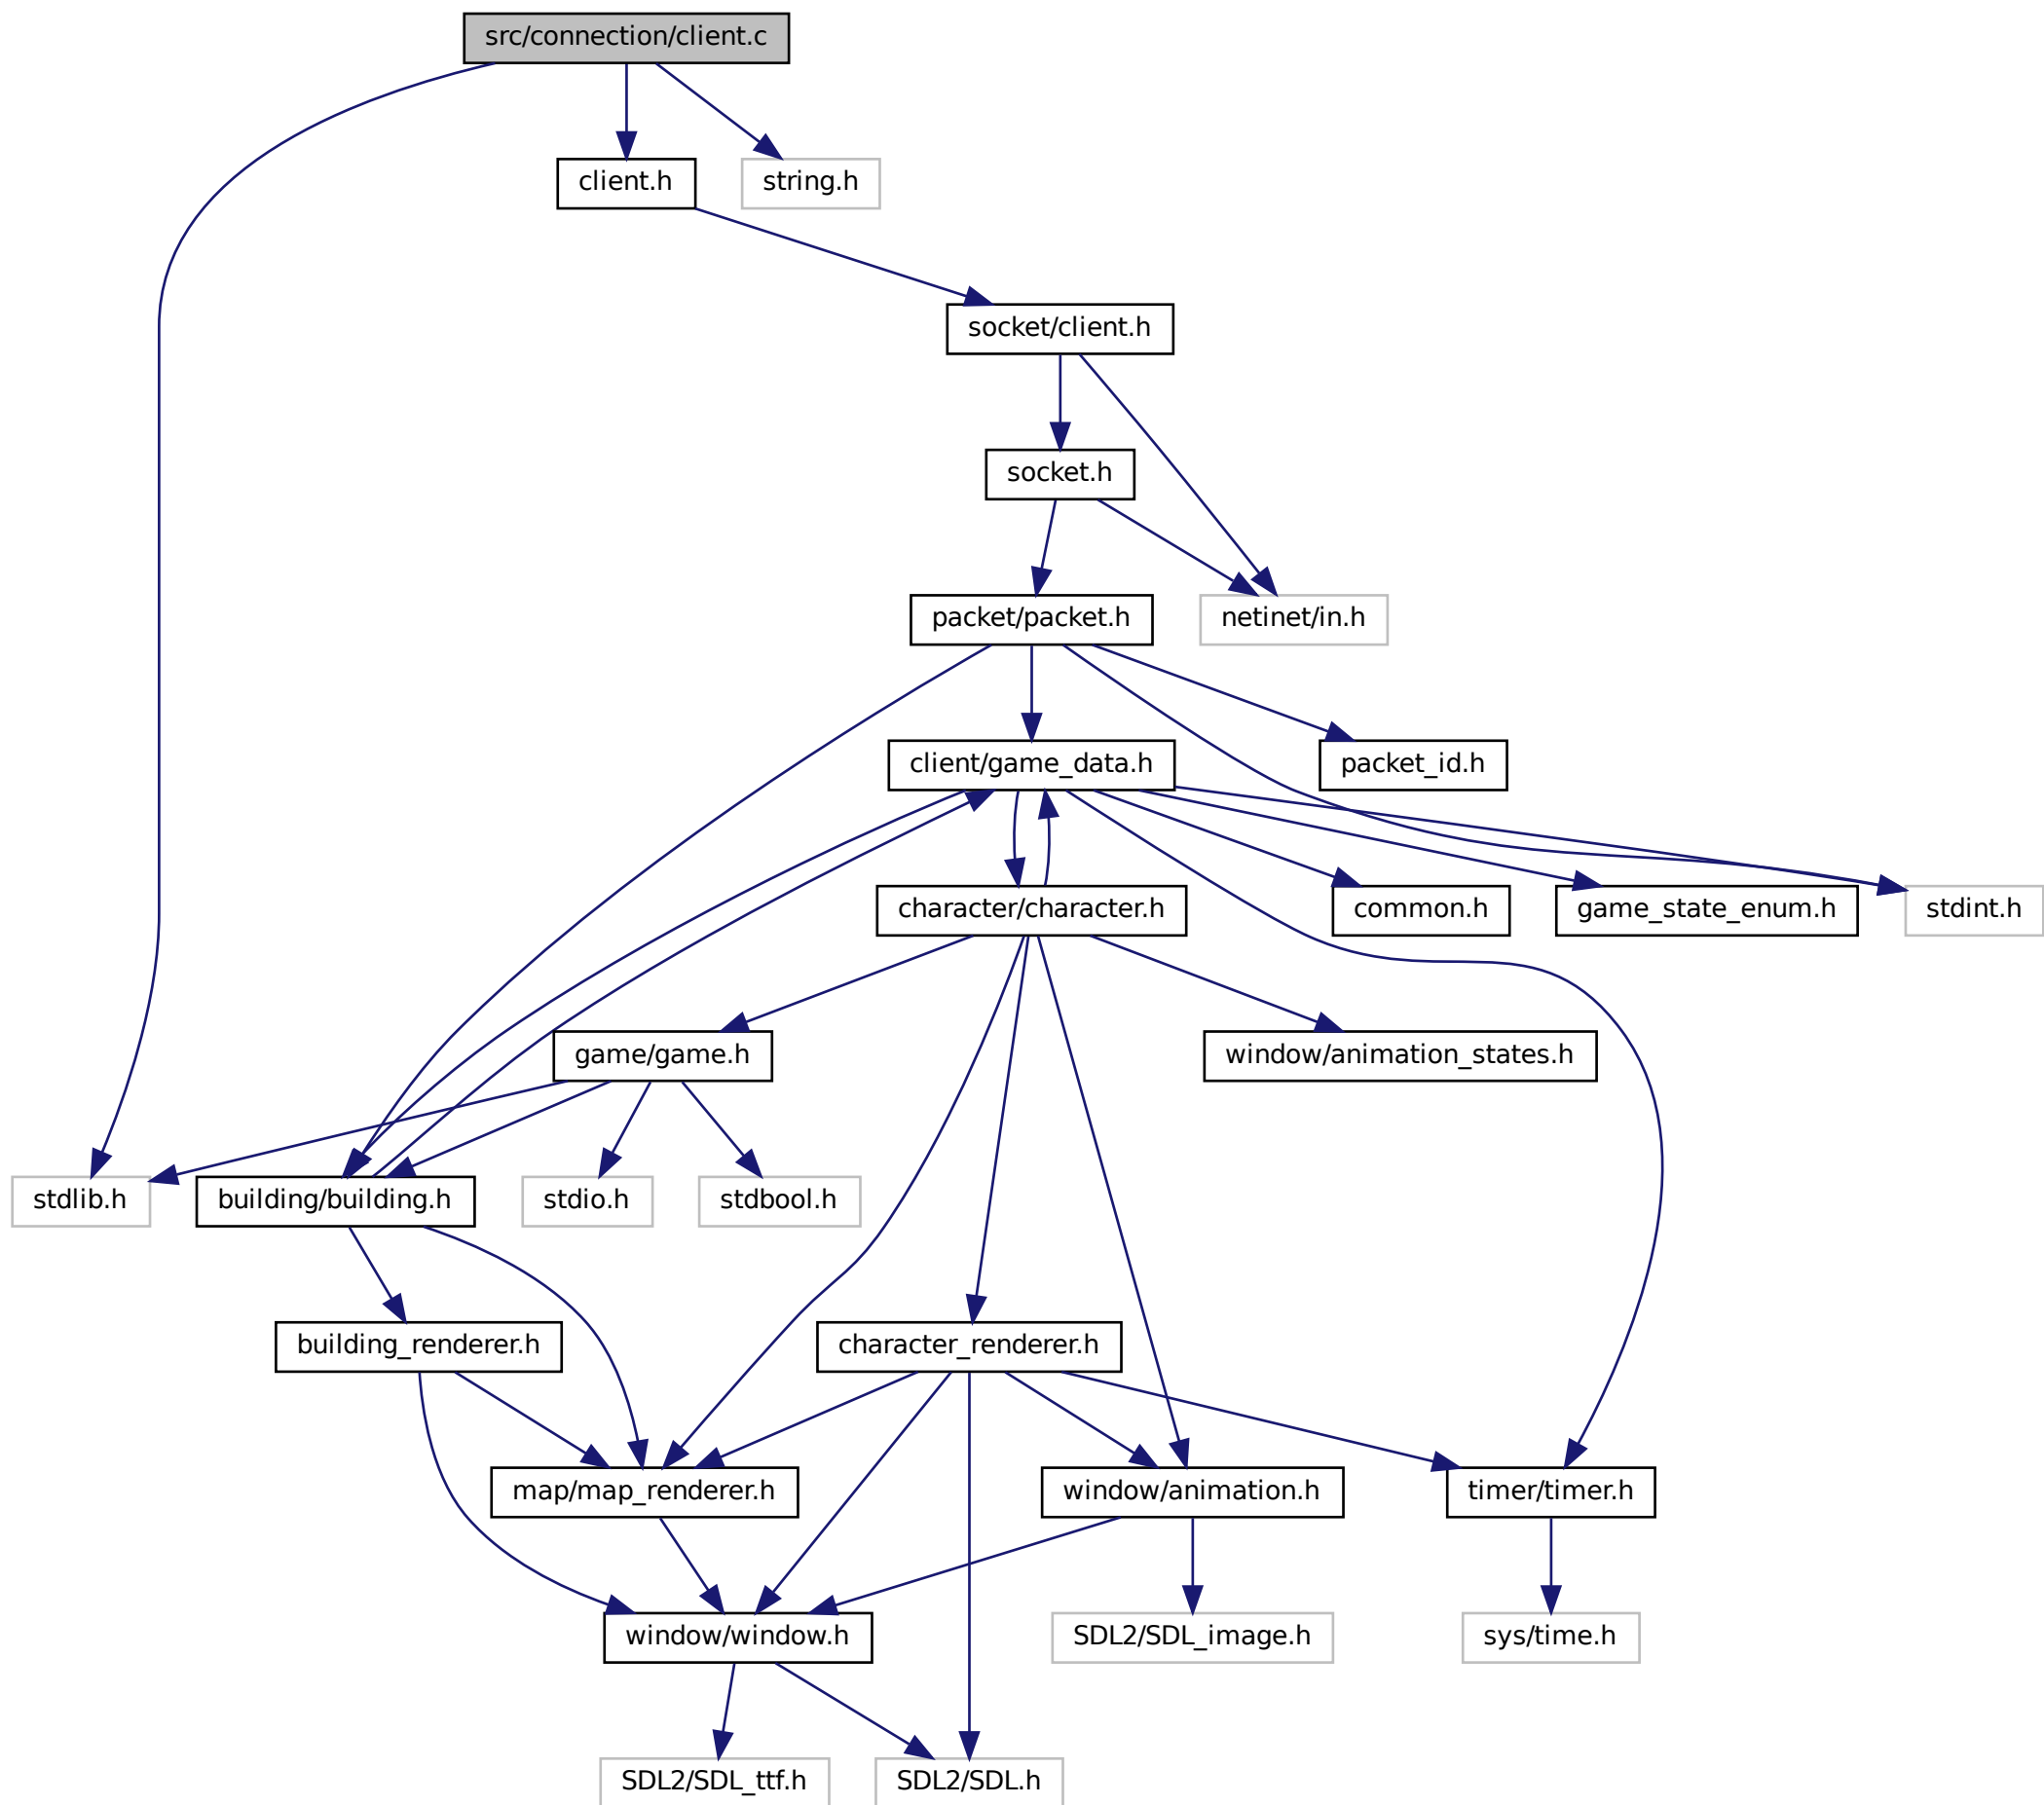 src/connection/client.c
client.h
string.h
socket/client.h
socket.h
packet/packet.h
netinet/in.h
client/game_data.h
packet_id.h
character/character.h
common.h
game_state_enum.h
stdint.h
game/game.h
window/animation_states.h
stdlib.h
building/building.h
stdio.h
stdbool.h
building_renderer.h
character_renderer.h
map/map_renderer.h
window/animation.h
timer/timer.h
window/window.h
SDL2/SDL_image.h
sys/time.h
SDL2/SDL_ttf.h
SDL2/SDL.h